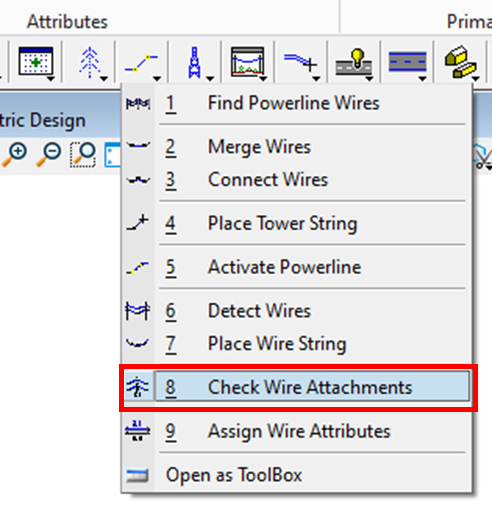 Attributes
Prima
tric Design
1 Find Powerline Wires
2 Merge Wires
3 Connect Wires
4 Place Tower String
5 Activate Powerline
6 Detect Wires
7 Place Wire String
8 Check Wire Attachments
9 Assign Wire Attributes
Open as ToolBox